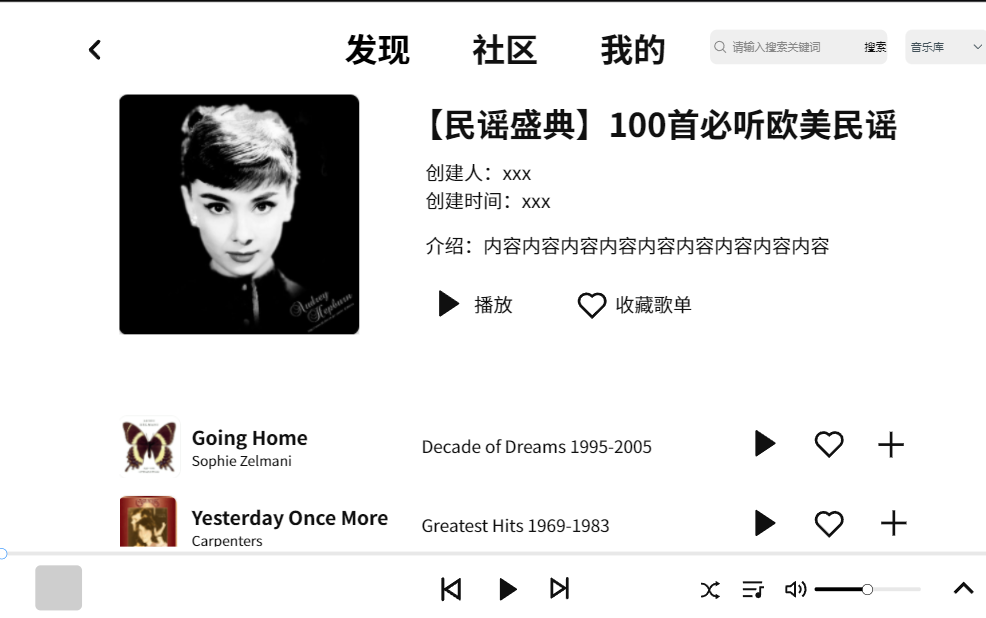 发现 社区 我的 请输入搜索关键词 搜索 音乐库
【民谣盛典】100首必听欧美民谣
创建人：xxx
创建时间：xxx
介绍：内容内容内容内容内容内容内容内容内容
播放 收藏歌单
Audrey
Hepburn
Going Home
Sophie Zelmani
Decade of Dreams 1995-2005
Yesterday Once More
Carpenters
Greatest Hits 1969-1983